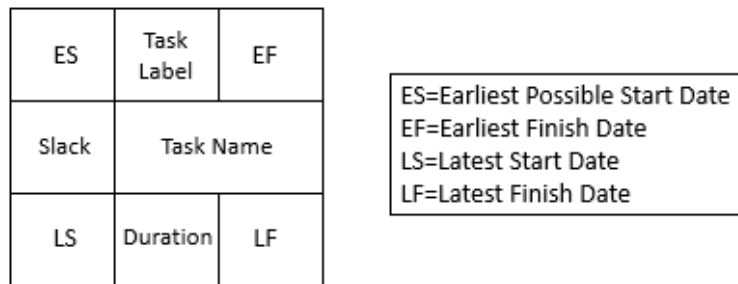 ES
Task
Label
EF
Slack
Task Name
LS
Duration
LF
ES=Earliest Possible Start Date
EF=Earliest Finish Date
LS=Latest Start Date
LF=Latest Finish Date